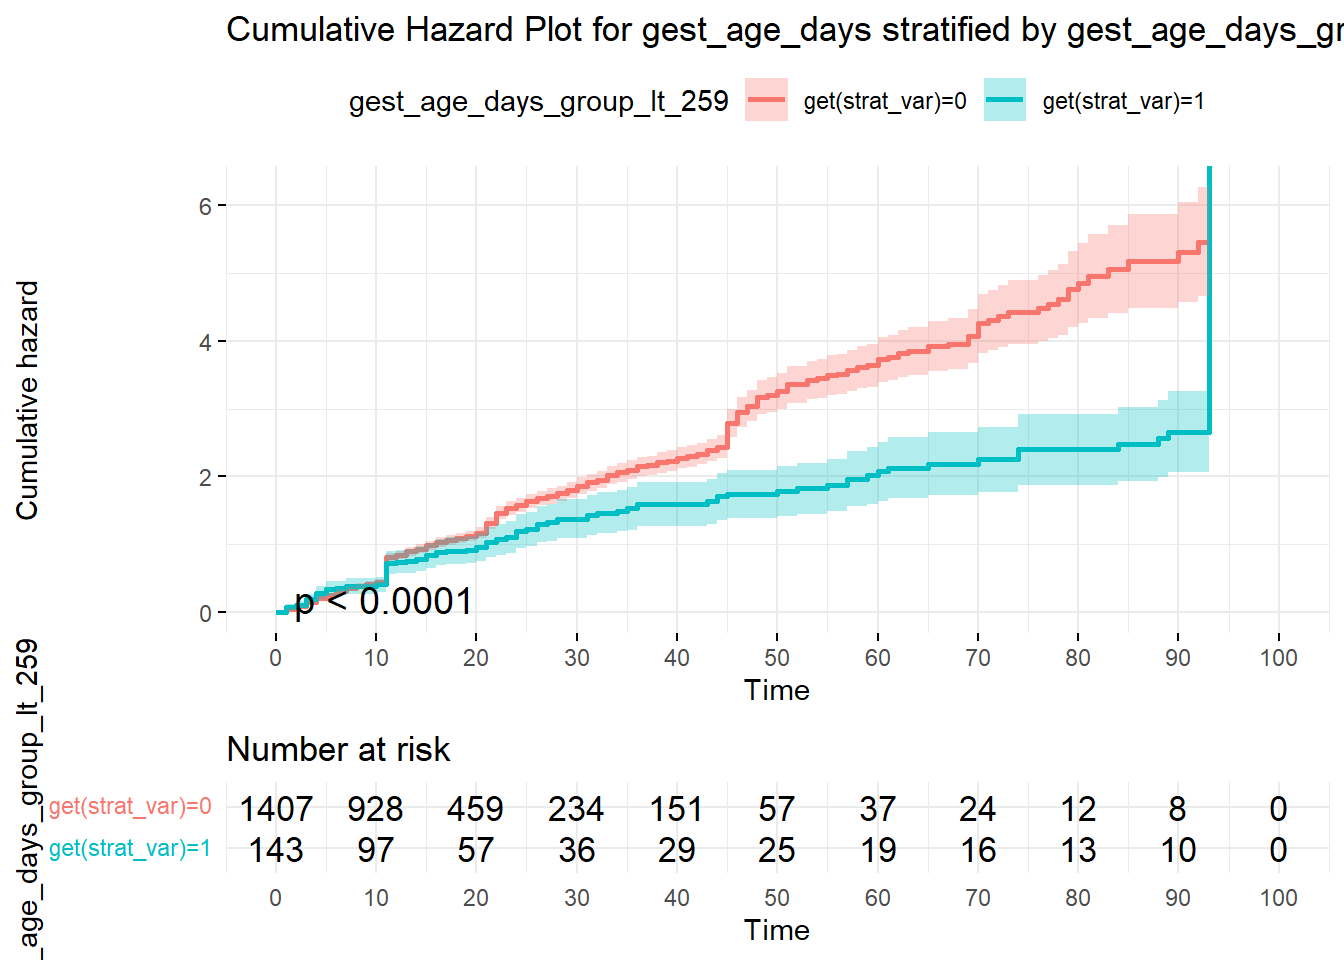 Cumulative Hazard Plot for gest_age_days stratified by gest_age_days_gr
gest_age_days_group_lt_259 get(strat_var)=0 get(strat_var)=1
Cumulative hazard
6
4
2
0
p < 0.0001
0 10 20 30 40 50 60 70 80 90 100
Time
Number at risk
_age_days_group_lt_259
get(strat_var)=0 1407 928 459 234 151 57 37 24 12 8 0
get(strat_var)=1 143 97 57 36 29 25 19 16 13 10 0
0 10 20 30 40 50 60 70 80 90 100
Time